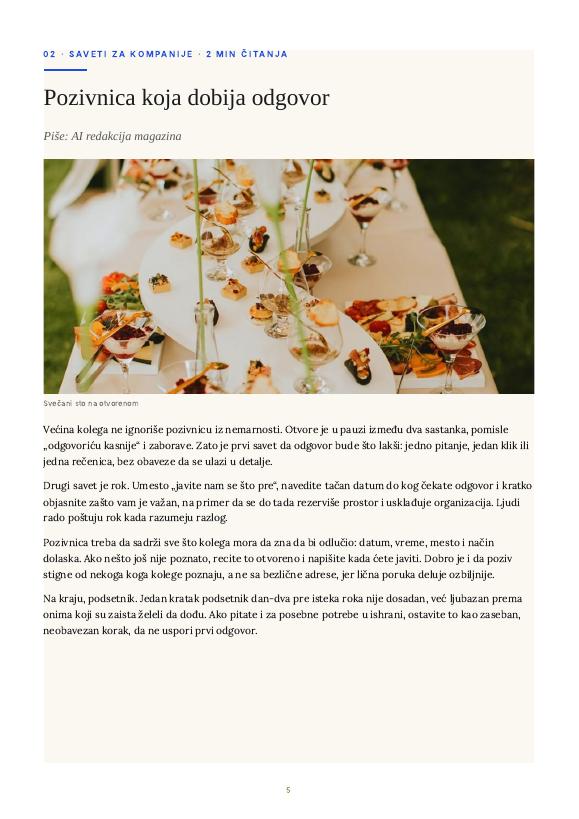 02 · SAVETI ZA KOMPANIJE · 2 MIN ČITANJA
Pozivnica koja dobija odgovor
Piše: AI redakcija magazina
Svečani sto na otvorenom
Većina kolega ne ignoriše pozivnicu iz nemarnosti. Otvore je u pauzi između dva sastanka, pomisle
„odgovoriću kasnije“ i zaborave. Zato je prvi savet da odgovor bude što lakši: jedno pitanje, jedan klik ili
jedna rečenica, bez obaveze da se ulazi u detalje.
Drugi savet je rok. Umesto „javite nam se što pre“, navedite tačan datum do kog čekate odgovor i kratko
objasnite zašto vam je važan, na primer da se do tada rezerviše prostor i usklađuje organizacija. Ljudi
rado poštuju rok kada razumeju razlog.
Pozivnica treba da sadrži sve što kolega mora da zna da bi odlučio: datum, vreme, mesto i način
dolaska. Ako nešto još nije poznato, recite to otvoreno i napišite kada ćete javiti. Dobro je i da poziv
stigne od nekoga koga kolege poznaju, a ne sa bezlične adrese, jer lična poruka deluje ozbiljnije.
Na kraju, podsetnik. Jedan kratak podsetnik dan-dva pre isteka roka nije dosadan, već ljubazan prema
onima koji su zaista želeli da dođu. Ako pitate i za posebne potrebe u ishrani, ostavite to kao zaseban,
neobavezan korak, da ne uspori prvi odgovor.
5